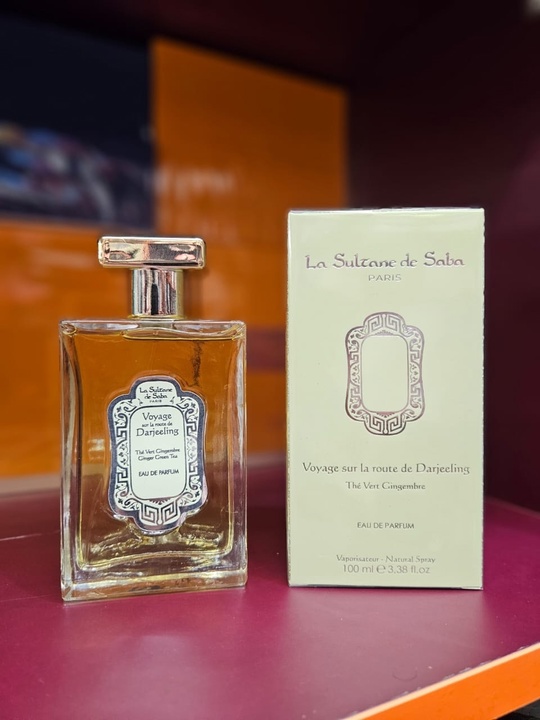 La Sultane
de Saba
PARIS
Voyage
sur la route de
Darjeeling
Thé Vert Gingembre
Ginger Green Tea
EAU DE PARFUM
La Sultane de Saba
PARIS
Voyage sur la route de Darjeeling
Thé Vert Gingembre
EAU DE PARFUM
Vaporisateur - Natural Spray
100 ml e 3,38 fl.oz